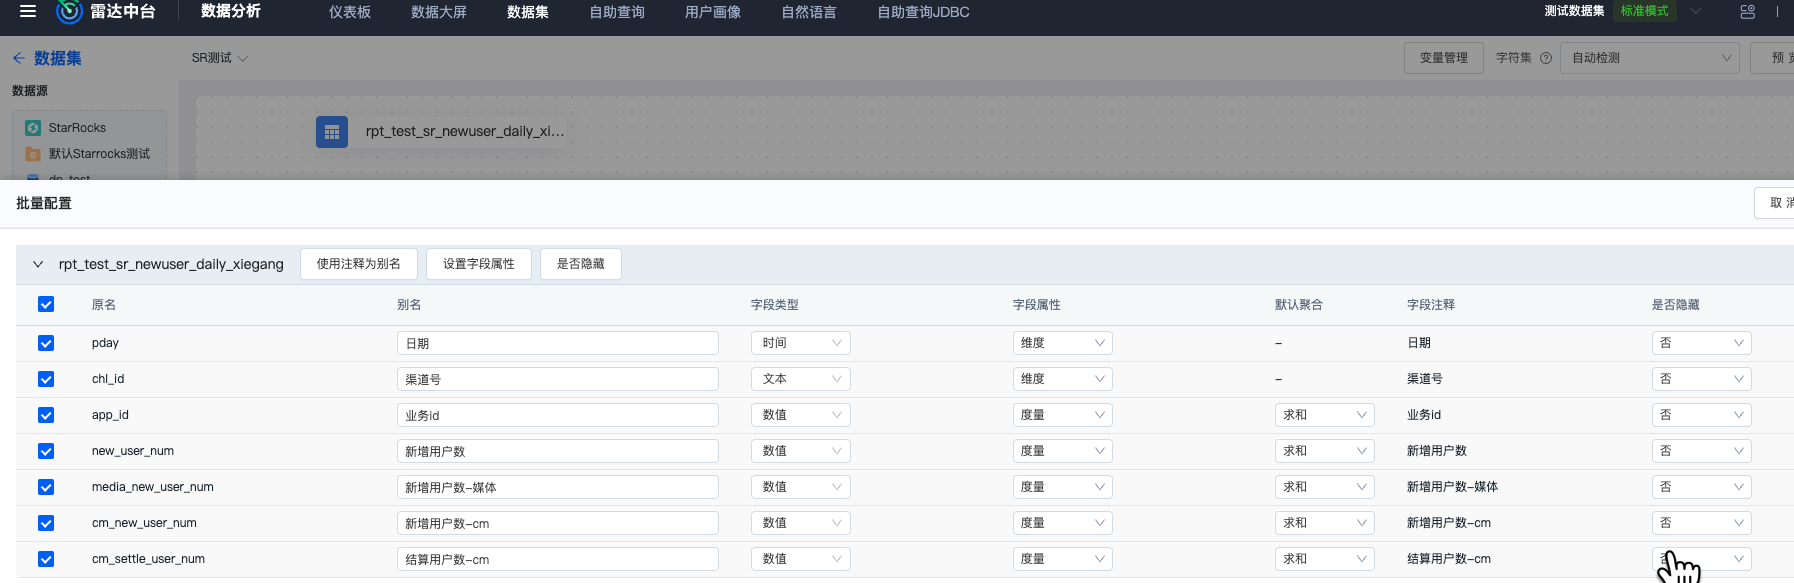 雷达中台 数据分析 仪表板 数据大屏 数据集 自助查询 用户画像 自然语言 自助查询JDBC 测试数据集 标准模式
数据集 SR测试 变量管理 字符集 自动检测 预
数据源
StarRocks
rpt_test_sr_newuser_daily_xi...
默认Starrocks测试
dp_test
批量配置 取
rpt_test_sr_newuser_daily_xiegang 使用注释为别名 设置字段属性 是否隐藏
原名 别名 字段类型 字段属性 默认聚合 字段注释 是否隐藏
pday 日期 时间 维度 – 日期 否
chl_id 渠道号 文本 维度 – 渠道号 否
app_id 业务id 数值 度量 求和 业务id 否
new_user_num 新增用户数 数值 度量 求和 新增用户数 否
media_new_user_num 新增用户数-媒体 数值 度量 求和 新增用户数-媒体 否
cm_new_user_num 新增用户数-cm 数值 度量 求和 新增用户数-cm 否
cm_settle_user_num 结算用户数-cm 数值 度量 求和 结算用户数-cm